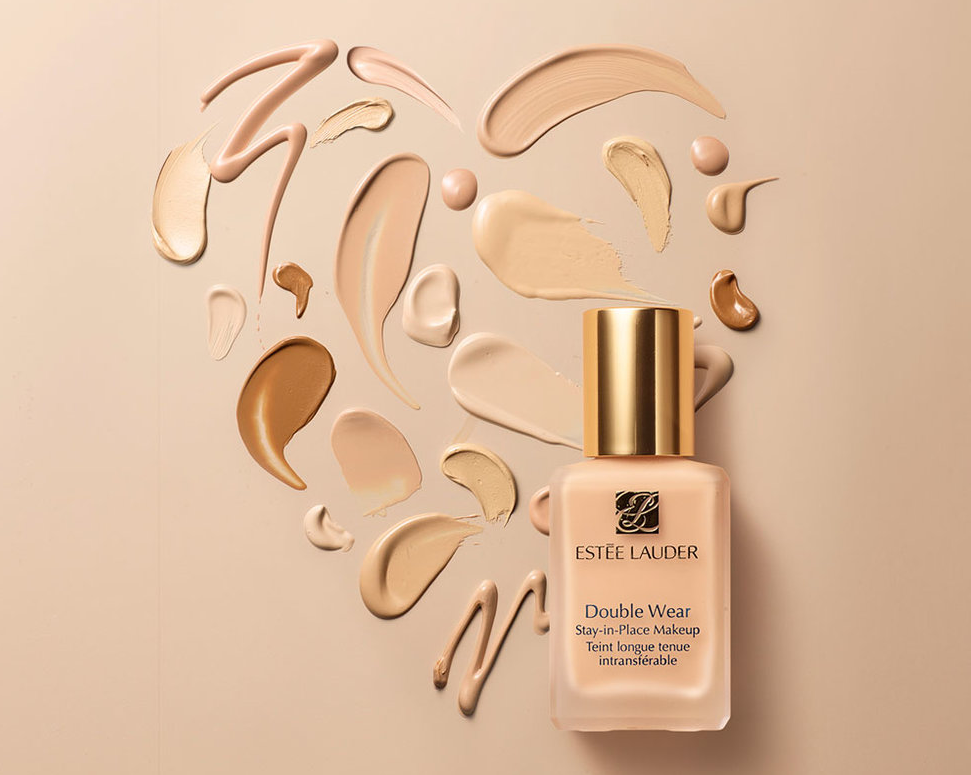 ESTĒE LAUDER
Double Wear
Stay-in-Place Makeup
Teint longue tenue
intransférable